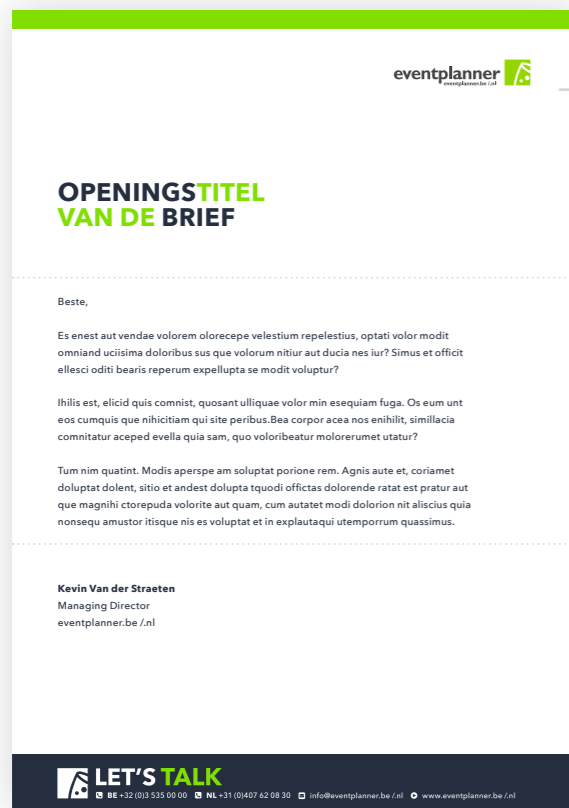 eventplanner
eventplanner.be /.nl
OPENINGSTITEL
VAN DE BRIEF
Beste,
Es enest aut vendae volorem olorecepe velestium repelestius, optati volor modit
omniand uciisima doloribus sus que volorum nitiur aut ducia nes iur? Simus et officit
ellesci oditi bearis reperum expellupta se modit voluptur?
Ihilis est, elicid quis comnist, quosant ulliquae volor min esequiam fuga. Os eum unt
eos cumquis que nihicitiam qui site peribus.Bea corpor acea nos enihilit, simillacia
comnitatur aceped evella quia sam, quo voloribeatur molorerumet utatur?
Tum nim quatint. Modis aperspe am soluptat porione rem. Agnis aute et, coriamet
doluptat dolent, sitio et andest dolupta tquodi offictas dolorende ratat est pratur aut
que magnihi ctorepuda volorite aut quam, cum autatet modi dolorion nit aliscius quia
nonsequ amustor itisque nis es voluptat et in explautaqui utemporrum quassimus.
Kevin Van der Straeten
Managing Director
eventplanner.be /.nl
LET'S TALK
BE +32 (0)3 535 00 00 NL +31 (0)407 62 08 30 info@eventplanner.be /.nl www.eventplanner.be /.nl